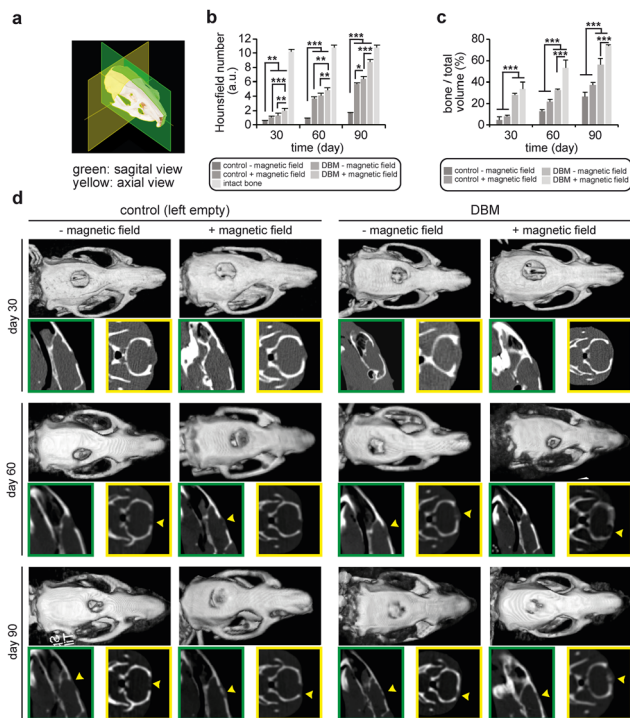 a
green: sagital view
yellow: axial view
b
Hounsfield number
(a.u.)
12
10
8
6
4
2
0
**
***
**
***
**
**
***
***
*
30
60
90
time (day)
control - magnetic field
DBM - magnetic field
control + magnetic field
DBM + magnetic field
intact bone
c
bone / total
volume (%)
80
60
40
20
0
***
***
***
***
***
30
60
90
time (day)
control - magnetic field
DBM - magnetic field
control + magnetic field
DBM + magnetic field
d
control (left empty)
DBM
- magnetic field
+ magnetic field
- magnetic field
+ magnetic field
day 30
day 60
day 90